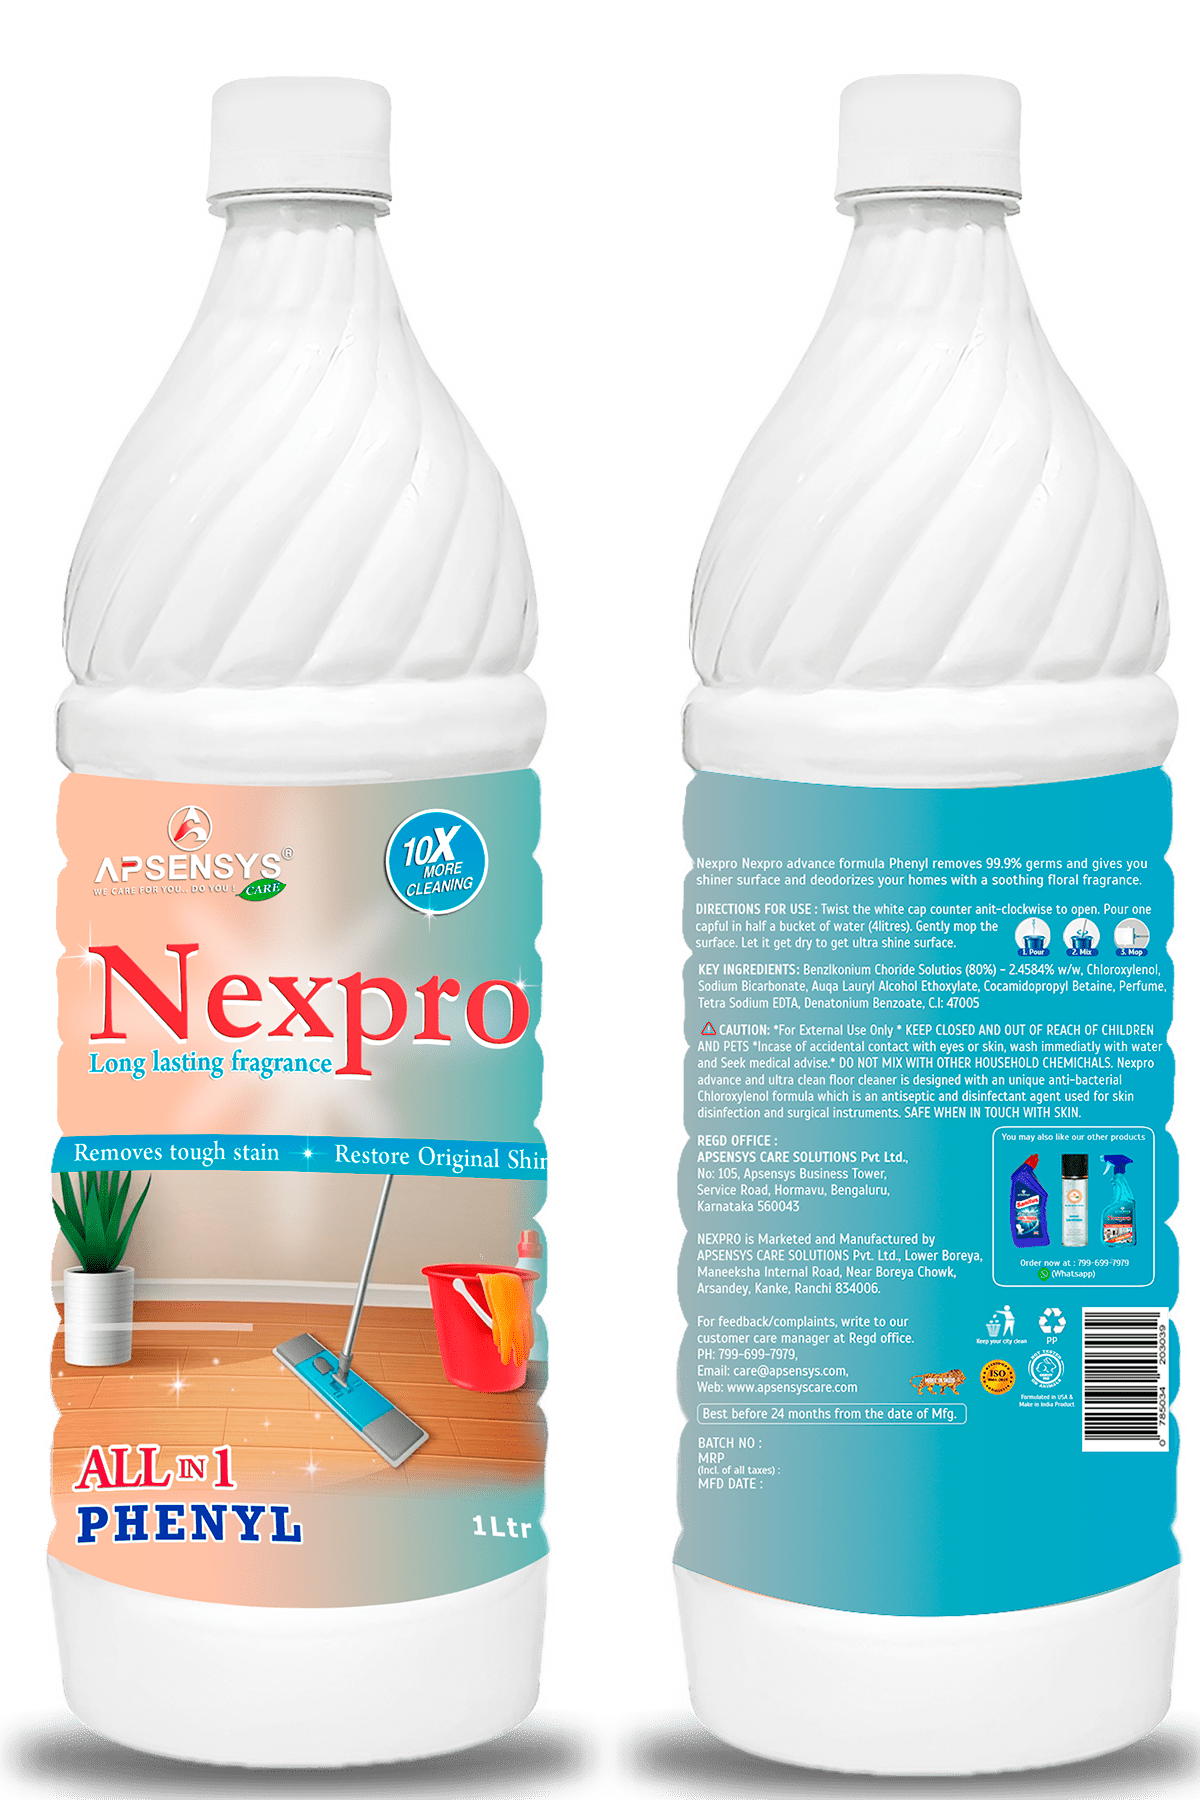 APSENSYS®
WE CARE FOR YOU.. DO YOU !
CARE
10X
MORE
CLEANING
Nexpro
Long lasting fragrance
Removes tough stain
Restore Original Shin
ALL IN 1
PHENYL
1Ltr
Nexpro Nexpro advance formula Phenyl removes 99.9% germs and gives you
shiner surface and deodorizes your homes with a soothing floral fragrance.
DIRECTIONS FOR USE : Twist the white cap counter anit-clockwise to open. Pour one
capful in half a bucket of water (4litres). Gently mop the
surface. Let it get dry to get ultra shine surface.
1. Pour
2. Mix
3. Mop
KEY INGREDIENTS: Benzlkonium Choride Solutios (80%) - 2.4584% w/w, Chloroxylenol,
Sodium Bicarbonate, Auqa Lauryl Alcohol Ethoxylate, Cocamidopropyl Betaine, Perfume,
Tetra Sodium EDTA, Denatonium Benzoate, C.I: 47005
CAUTION: *For External Use Only * KEEP CLOSED AND OUT OF REACH OF CHILDREN
AND PETS *Incase of accidental contact with eyes or skin, wash immediatly with water
and Seek medical advise.* DO NOT MIX WITH OTHER HOUSEHOLD CHEMICHALS. Nexpro
advance and ultra clean floor cleaner is designed with an unique anti-bacterial
Chloroxylenol formula which is an antiseptic and disinfectant agent used for skin
disinfection and surgical instruments. SAFE WHEN IN TOUCH WITH SKIN.
REGD OFFICE :
APSENSYS CARE SOLUTIONS Pvt Ltd.,
No: 105, Apsensys Business Tower,
Service Road, Hormavu, Bengaluru,
Karnataka 560043
You may also like our other products
Sanitus
Nexpro
Order now at : 799-699-7979
(Whatsapp)
NEXPRO is Marketed and Manufactured by
APSENSYS CARE SOLUTIONS Pvt. Ltd., Lower Boreya,
Maneeksha Internal Road, Near Boreya Chowk,
Arsandey, Kanke, Ranchi 834006.
For feedback/complaints, write to our
customer care manager at Regd office.
PH: 799-699-7979,
Email: care@apsensys.com,
Web: www.apsensyscare.com
Keep your city clean
PP
MAKE IN INDIA
ISO
NOT TESTED
ON ANIMALS
Formulated in USA &
Make in India Product
0 785034 203039
Best before 24 months from the date of Mfg.
BATCH NO :
MRP
(Incl. of all taxes) :
MFD DATE :